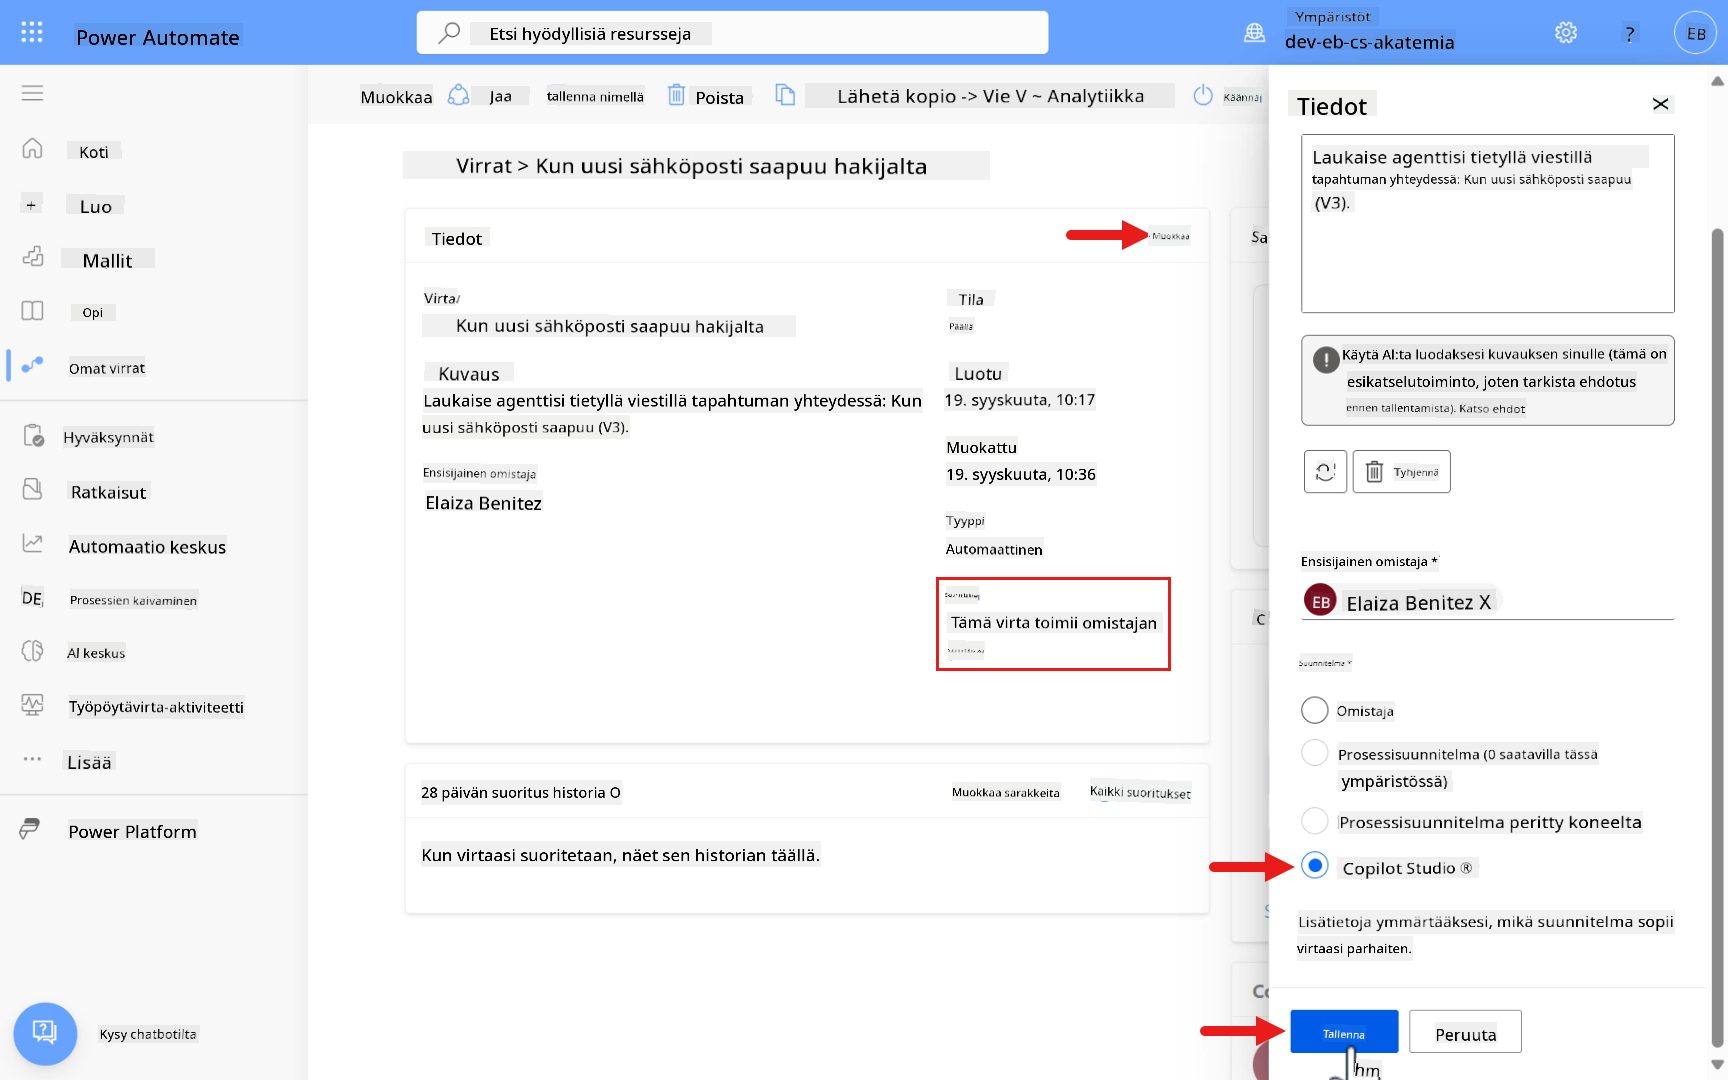 Power Automate
Etsi hyödyllisiä resursseja
Ympäristöt
dev-eb-cs-akatemia
?
EB
Koti
+
Luo
Mallit
Opi
Omat virrat
Hyväksynnät
Ratkaisut
Automaatio keskus
DE
Prosessien kaivaminen
AI keskus
Työpöytävirta-aktiviteetti
Lisää
Power Platform
Kysy chatbotilta
Muokkaa
Jaa
tallenna nimellä
Poista
Lähetä kopio -> Vie V ~ Analytiikka
Virrat > Kun uusi sähköposti saapuu hakijalta
Tiedot
Muokkaa
Virta
Kun uusi sähköposti saapuu hakijalta
Kuvaus
Laukaise agenttisi tietyllä viestillä tapahtuman yhteydessä: Kun
uusi sähköposti saapuu (V3).
Ensisijainen omistaja
Elaiza Benitez
Tila
Päällä
Luotu
19. syyskuuta, 10:17
Muokattu
19. syyskuuta, 10:36
Tyyppi
Automaattinen
Tämä virta toimii omistajan
28 päivän suoritus historia O
Muokkaa sarakkeita
Kaikki suoritukset
Kun virtaasi suoritetaan, näet sen historian täällä.
Sa
C
Co
Tiedot
Laukaise agenttisi tietyllä viestillä
tapahtuman yhteydessä: Kun uusi sähköposti saapuu
(V3).
Käytä AI:ta luodaksesi kuvauksen sinulle (tämä on
esikatselutoiminto, joten tarkista ehdotus
ennen tallentamista). Katso ehdot
Tyhjennä
Ensisijainen omistaja *
EB
Elaiza Benitez X
Suunnitelma *
Omistaja
Prosessisuunnitelma (0 saatavilla tässä
ympäristössä)
Prosessisuunnitelma peritty koneelta
Copilot Studio ®
Lisätietoja ymmärtääksesi, mikä suunnitelma sopii
virtaasi parhaiten.
Tallenna
Peruuta